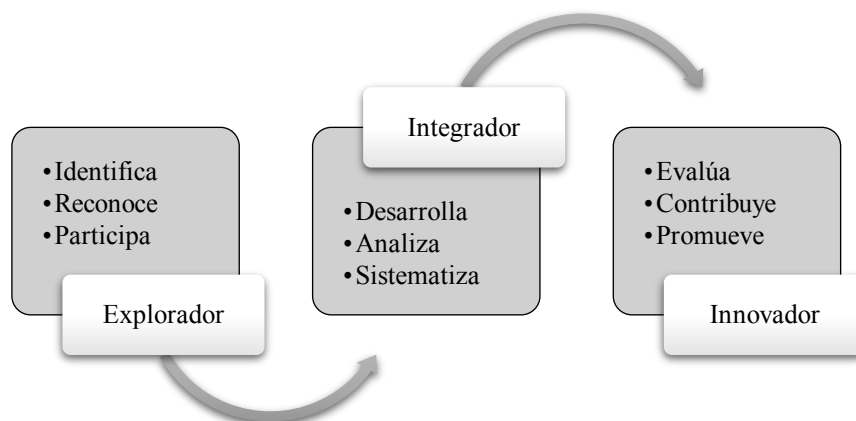 •Identifica
•Reconoce
•Participa
Explorador
Integrador
•Desarrolla
•Analiza
•Sistematiza
•Evalúa
•Contribuye
•Promueve
Innovador